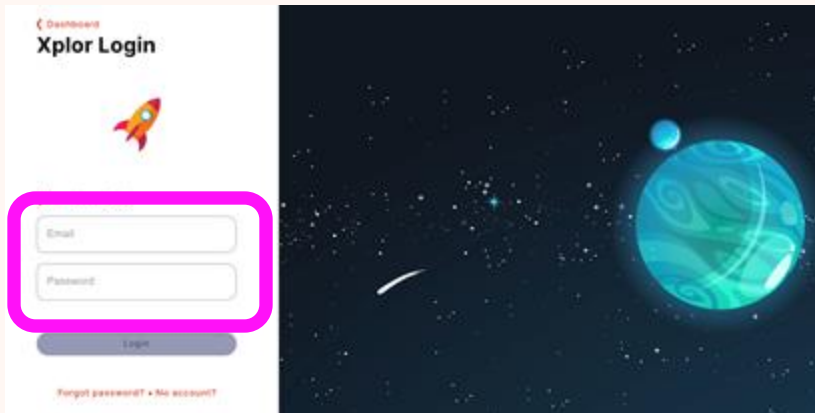 ❮ Dashboard
Xplor Login
Email
Password
Login
Forgot password? • No account?